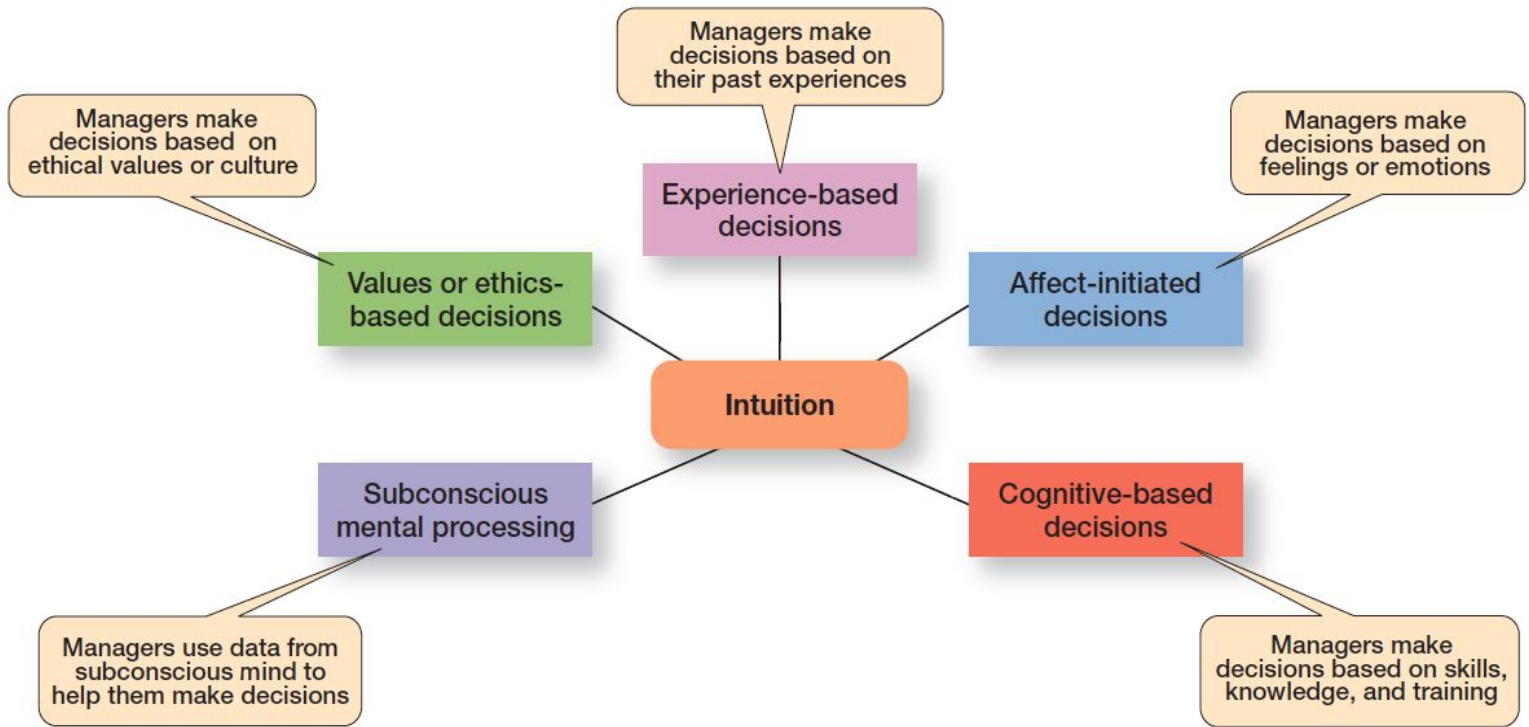 Managers make
decisions based on
their past experiences
Managers make
decisions based on
ethical values or culture
Managers make
decisions based on
feelings or emotions
Experience-based
decisions
Values or ethics-
based decisions
Affect-initiated
decisions
Intuition
Subconscious
mental processing
Cognitive-based
decisions
Managers use data from
subconscious mind to
help them make decisions
Managers make
decisions based on skills,
knowledge, and training